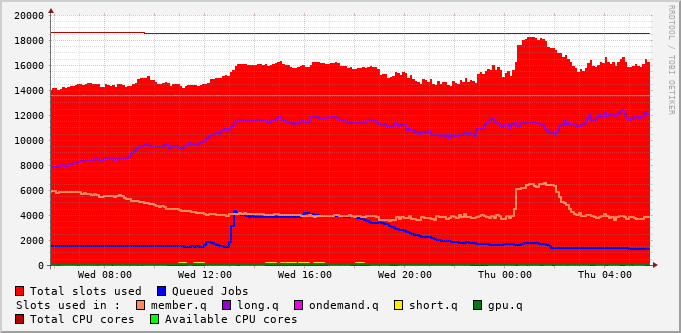 20000
18000
16000
14000
12000
10000
8000
6000
4000
2000
0
Wed 08:00 Wed 12:00 Wed 16:00 Wed 20:00 Thu 00:00 Thu 04:00
RRDTOOL / TOBI OETIKER
Total slots used Queued Jobs
Slots used in : member.q long.q ondemand.q short.q gpu.q
Total CPU cores Available CPU cores